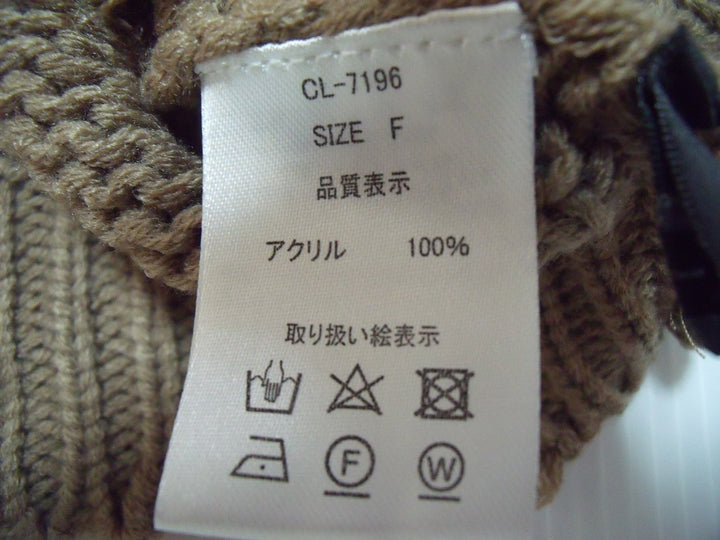 CL-7196
SIZE F
品質表示
アクリル 100%
取り扱い絵表示
F
W